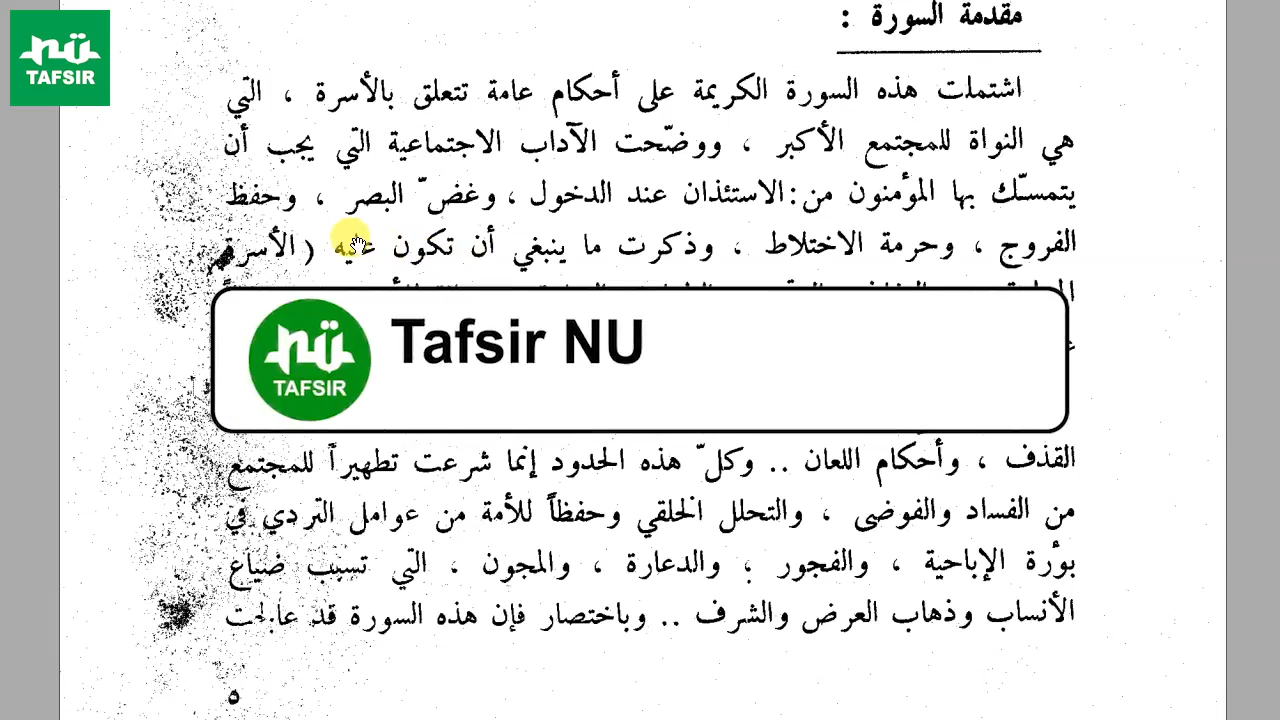 مقدمة السورة :
nü
TAFSIR
اشتملت هذه السورة الكريمة على أحكام عامة تتعلق بالأسرة ، التي
هي النواة للمجتمع الأكبر ، ووضّحت الآداب الاجتماعية التي يجب أن
يتمسّك بها المؤمنون من : الاستئذان عند الدخول ، وغضّ البصر ، وحفظ
الفروج ، وحرمة الاختلاط ، وذكرت ما ينبغي أن تكون عليه ( الأسرة
Tafsir NU
nü
TAFSIR
القذف ، وأحكام اللعان .. وكلّ هذه الحدود إنما شرعت تطهيراً للمجتمع
من الفساد والفوضى ، والتحلل الخلقي وحفظاً للأمة من عوامل التردي في
بؤرة الإباحية ، والفجور ، والدعارة ، والمجون ، التي تسبب ضياع
الأنساب وذهاب العرض والشرف .. وباختصار فإن هذه السورة قد عالجت
٥